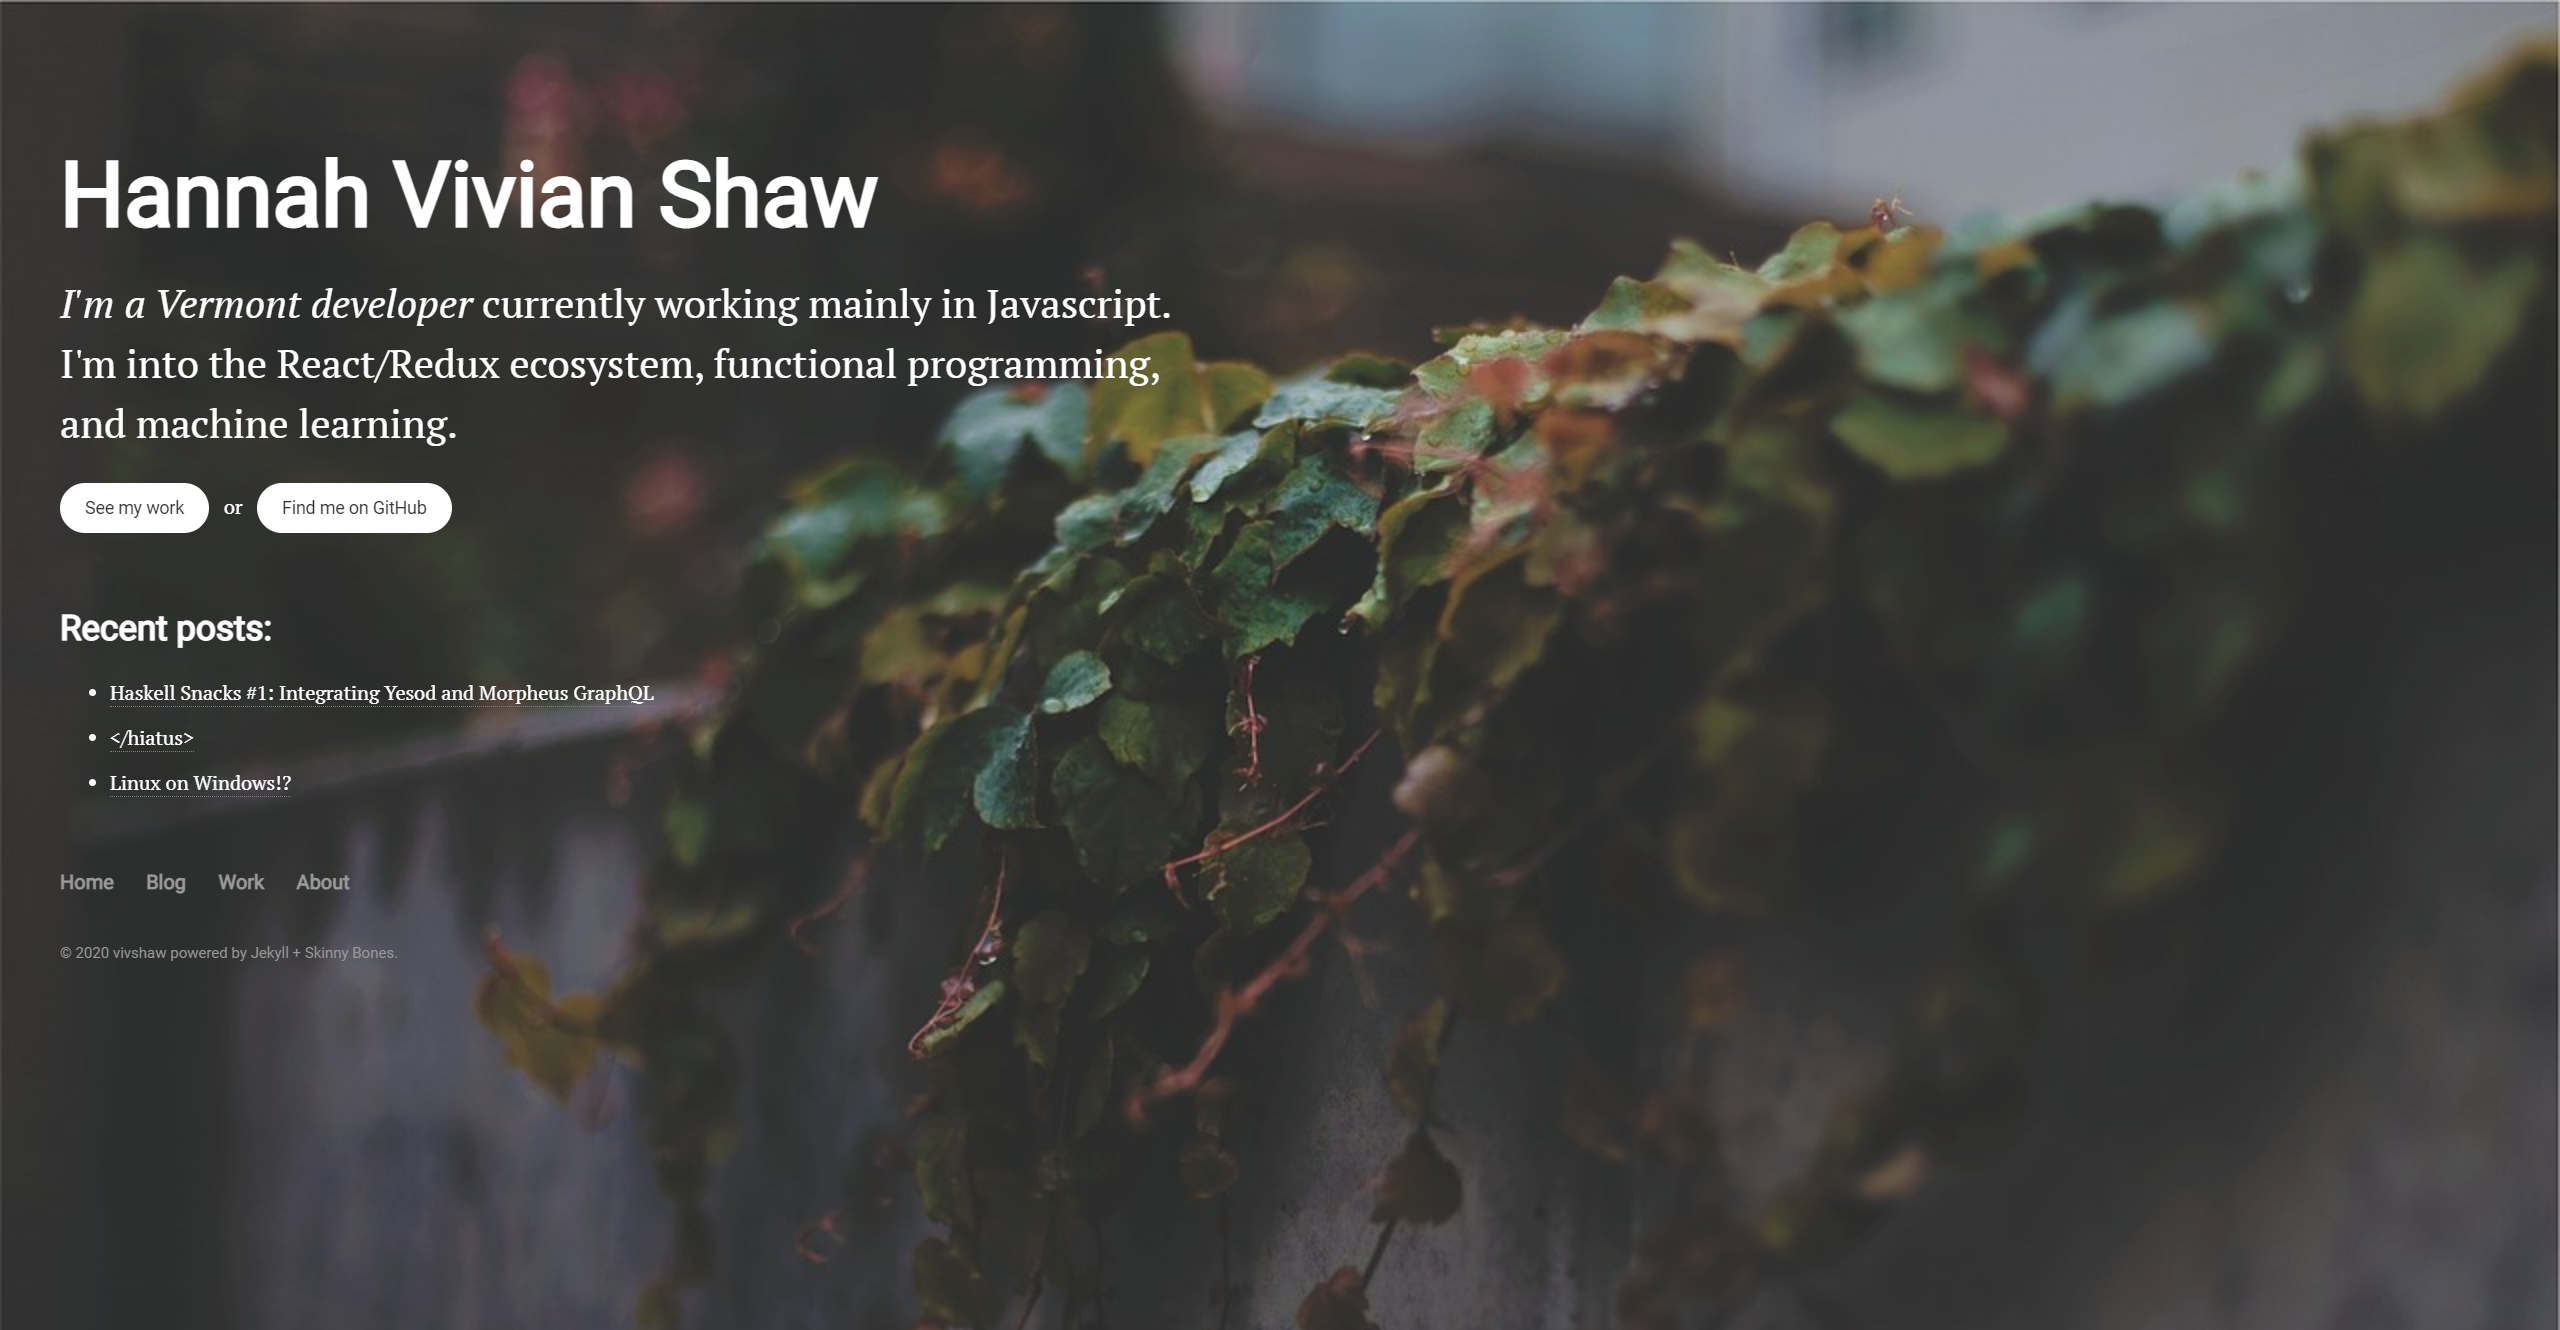 Hannah Vivian Shaw
I'm a Vermont developer currently working mainly in Javascript.
I'm into the React/Redux ecosystem, functional programming,
and machine learning.
See my work or Find me on GitHub
Recent posts:
Haskell Snacks #1: Integrating Yesod and Morpheus GraphQL
</hiatus>
Linux on Windows!?
Home Blog Work About
© 2020 vivshaw powered by Jekyll + Skinny Bones.